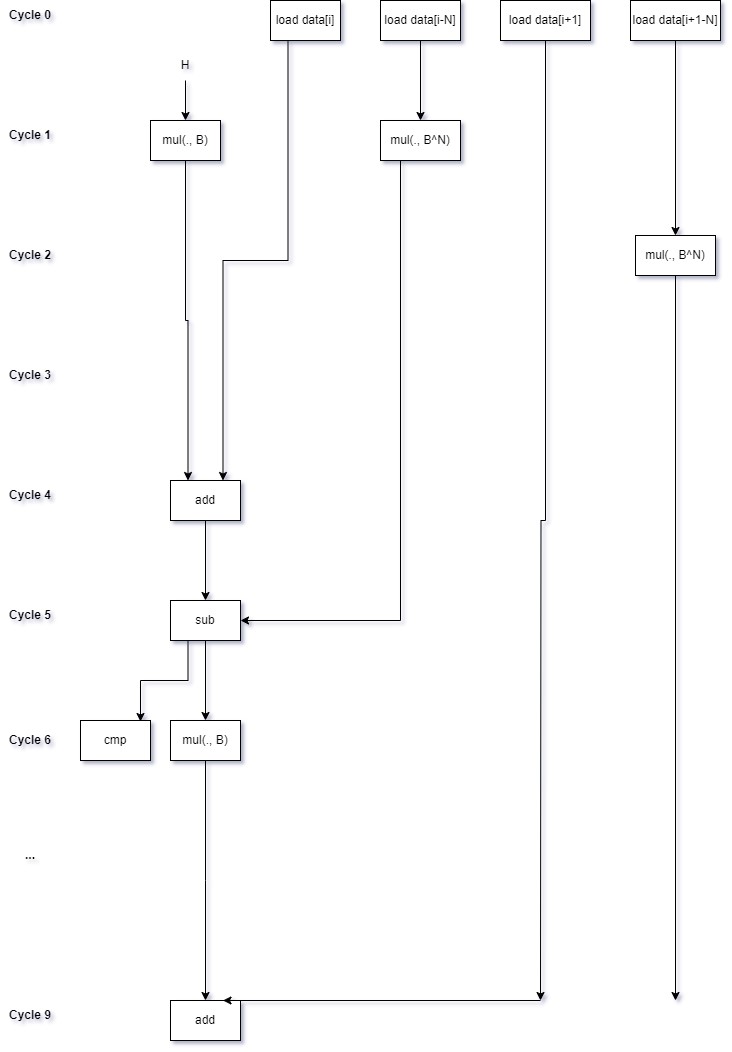 Cycle 0
load data[i]
load data[i-N]
load data[i+1]
load data[i+1-N]
H
Cycle 1
mul(., B)
mul(., B^N)
Cycle 2
mul(., B^N)
Cycle 3
Cycle 4
add
Cycle 5
sub
Cycle 6
cmp
mul(., B)
...
Cycle 9
add